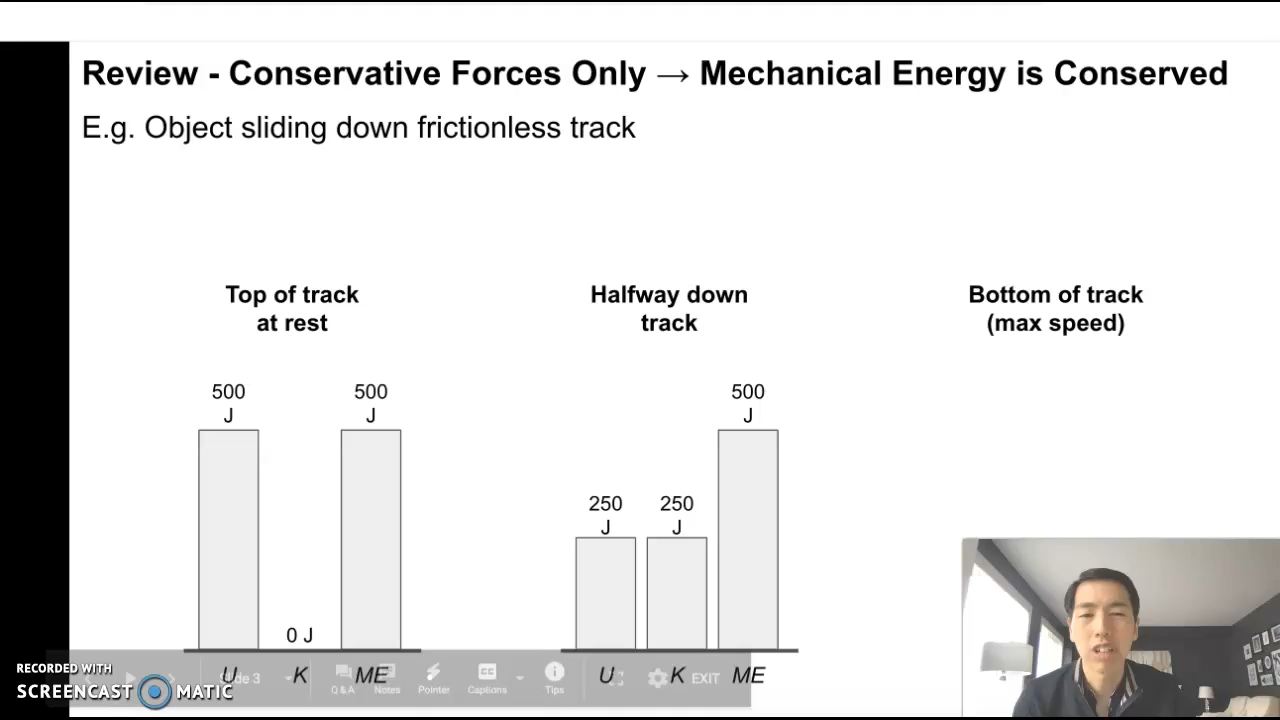 Review - Conservative Forces Only → Mechanical Energy is Conserved
E.g. Object sliding down frictionless track
Top of track
at rest
Halfway down
track
Bottom of track
(max speed)
500
J
500
J
0 J
250
J
250
J
500
J
U K ME
U K ME
Slide 3
Q & A
Notes
Pointer
Captions
Tips
EXIT
RECORDED WITH
SCREENCAST MATIC